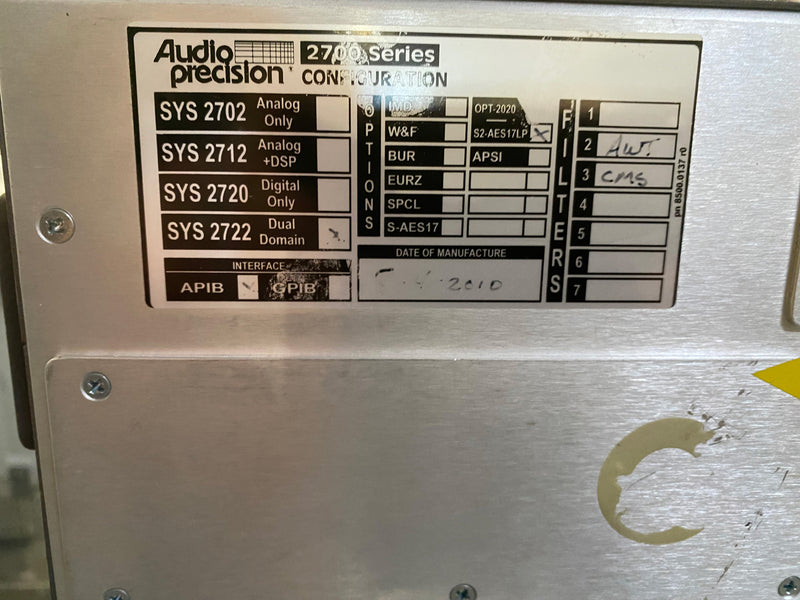 Audio precision
2700 Series
CONFIGURATION
SYS 2702 Analog Only
SYS 2712 Analog +DSP
SYS 2720 Digital Only
SYS 2722 Dual Domain x
INTERFACE
APIB ✓ GPIB
OPTIONS
IMD
W&F
BUR
EURZ
SPCL
S-AES17
OPT-2020
S2-AES17LP X
APSI
DATE OF MANUFACTURE
2010
FILTERS
1
2 AWT.
3 CMS
4
5
6
7
pn 8500.0137 r0